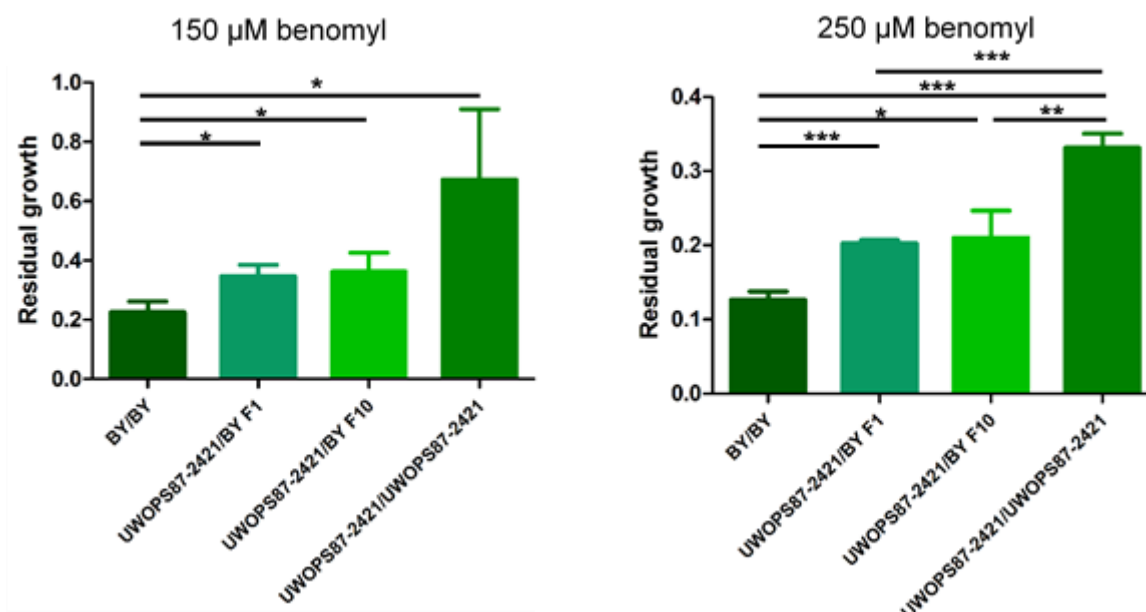 150 µM benomyl
Residual growth
1.0
0.8
0.6
0.4
0.2
0.0
*
*
*
BY/BY
UWOPS87-2421/BY F1
UWOPS87-2421/BY F10
UWOPS87-2421/UWOPS87-2421
250 µM benomyl
Residual growth
0.4
0.3
0.2
0.1
0.0
***
***
*
**
***
BY/BY
UWOPS87-2421/BY F1
UWOPS87-2421/BY F10
UWOPS87-2421/UWOPS87-2421